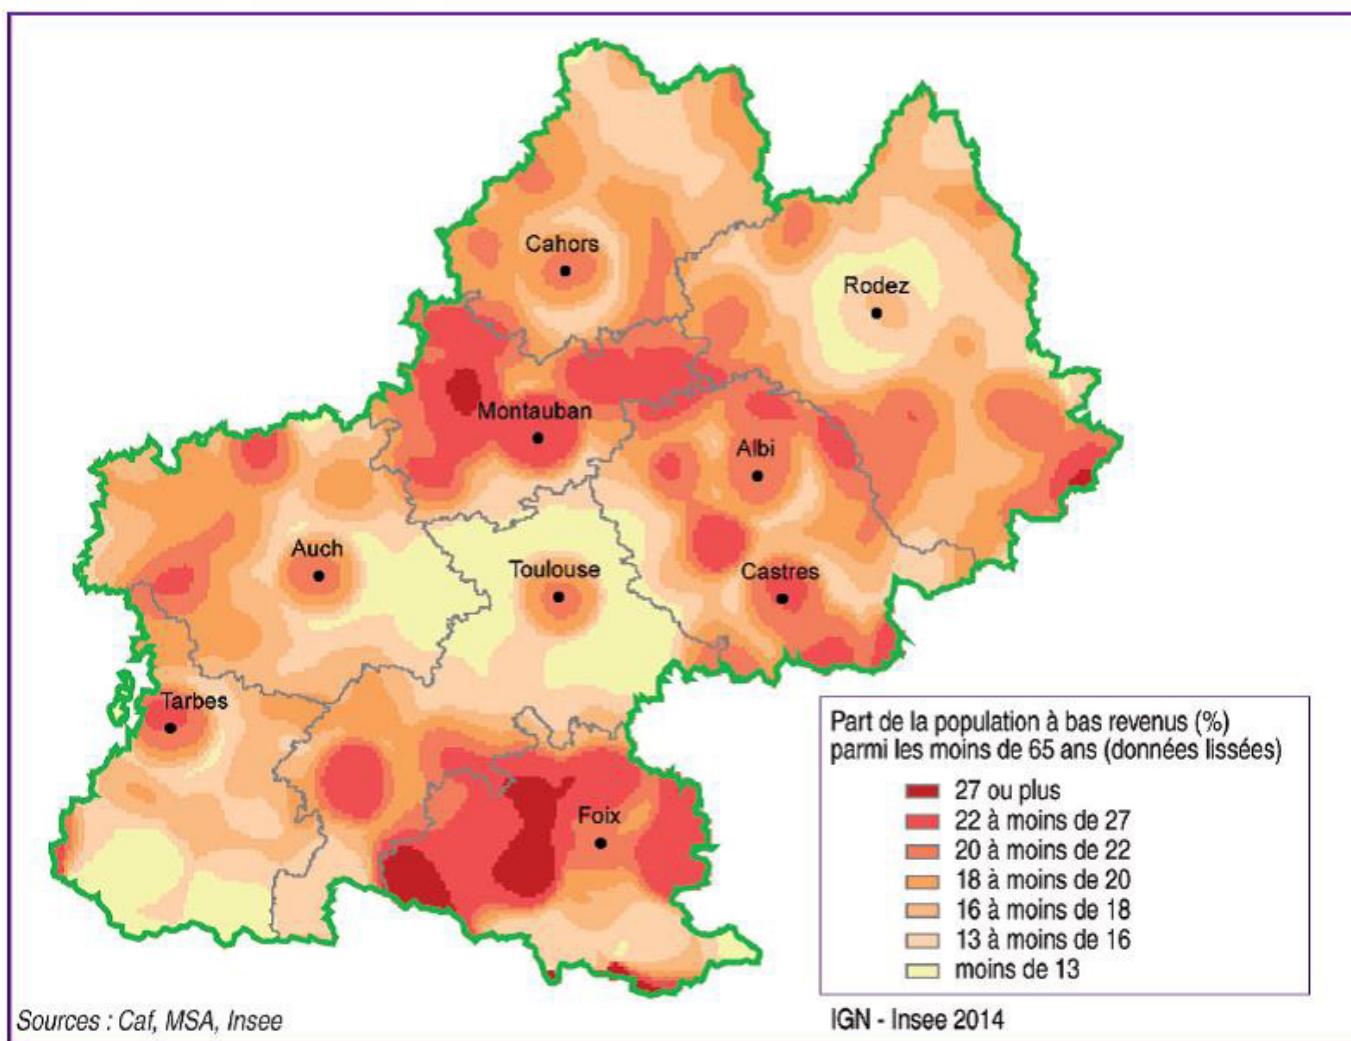 Cahors
Rodez
Montauban
Albi
Auch
Toulouse
Castres
Tarbes
Foix
Part de la population à bas revenus (%)
parmi les moins de 65 ans (données lissées)
27 ou plus
22 à moins de 27
20 à moins de 22
18 à moins de 20
16 à moins de 18
13 à moins de 16
moins de 13
Sources : Caf, MSA, Insee
IGN - Insee 2014